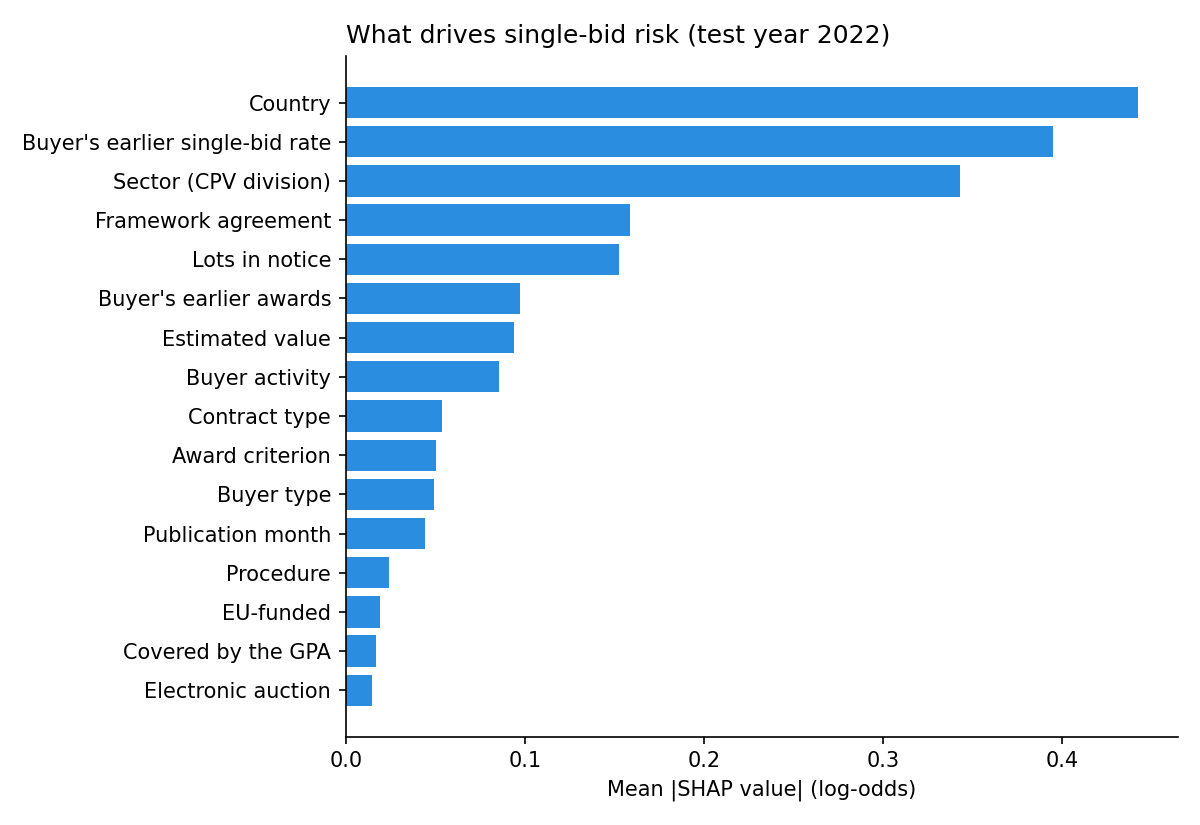 What drives single-bid risk (test year 2022)
Country
Buyer's earlier single-bid rate
Sector (CPV division)
Framework agreement
Lots in notice
Buyer's earlier awards
Estimated value
Buyer activity
Contract type
Award criterion
Buyer type
Publication month
Procedure
EU-funded
Covered by the GPA
Electronic auction
0.0 0.1 0.2 0.3 0.4
Mean |SHAP value| (log-odds)